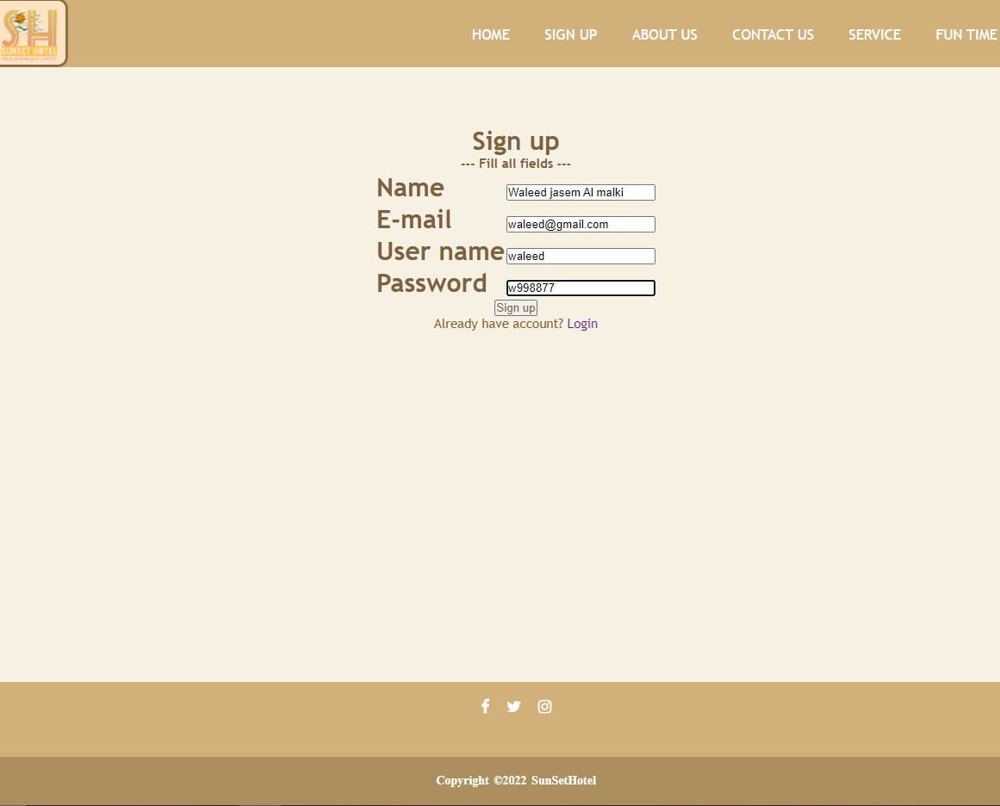 SH
SUNSET HOTEL
HOME SIGN UP ABOUT US CONTACT US SERVICE FUN TIME
Sign up
--- Fill all fields ---
Name Waleed jasem Al malki
E-mail waleed@gmail.com
User name waleed
Password w998877
Sign up
Already have account? Login
Copyright ©2022 SunSetHotel